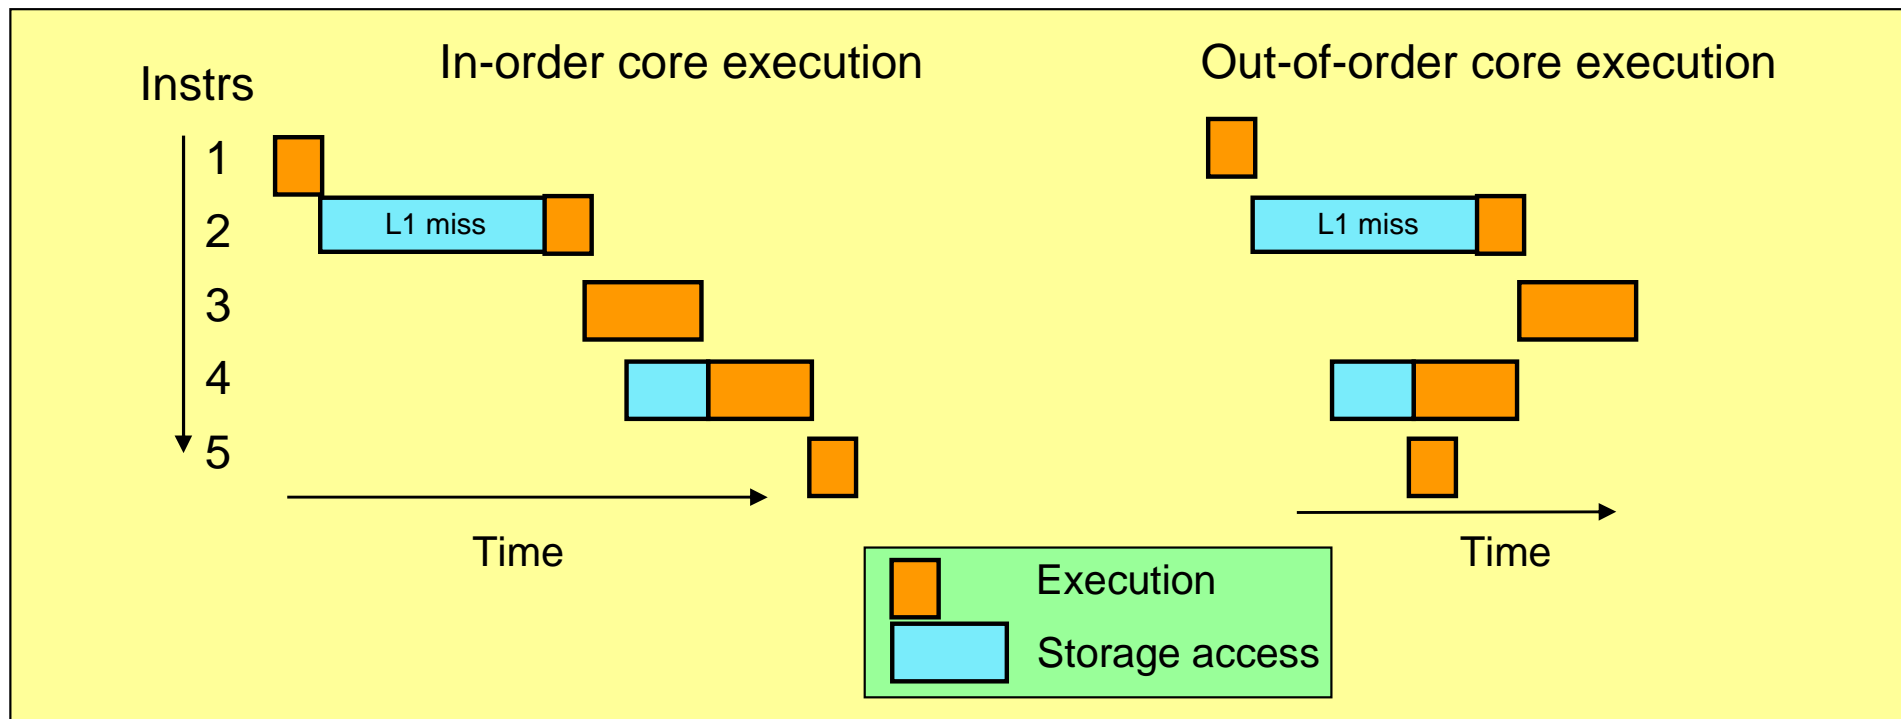 In-order core execution
Out-of-order core execution
Instrs
1
2
3
4
5
L1 miss
L1 miss
Time
Time
Execution
Storage access